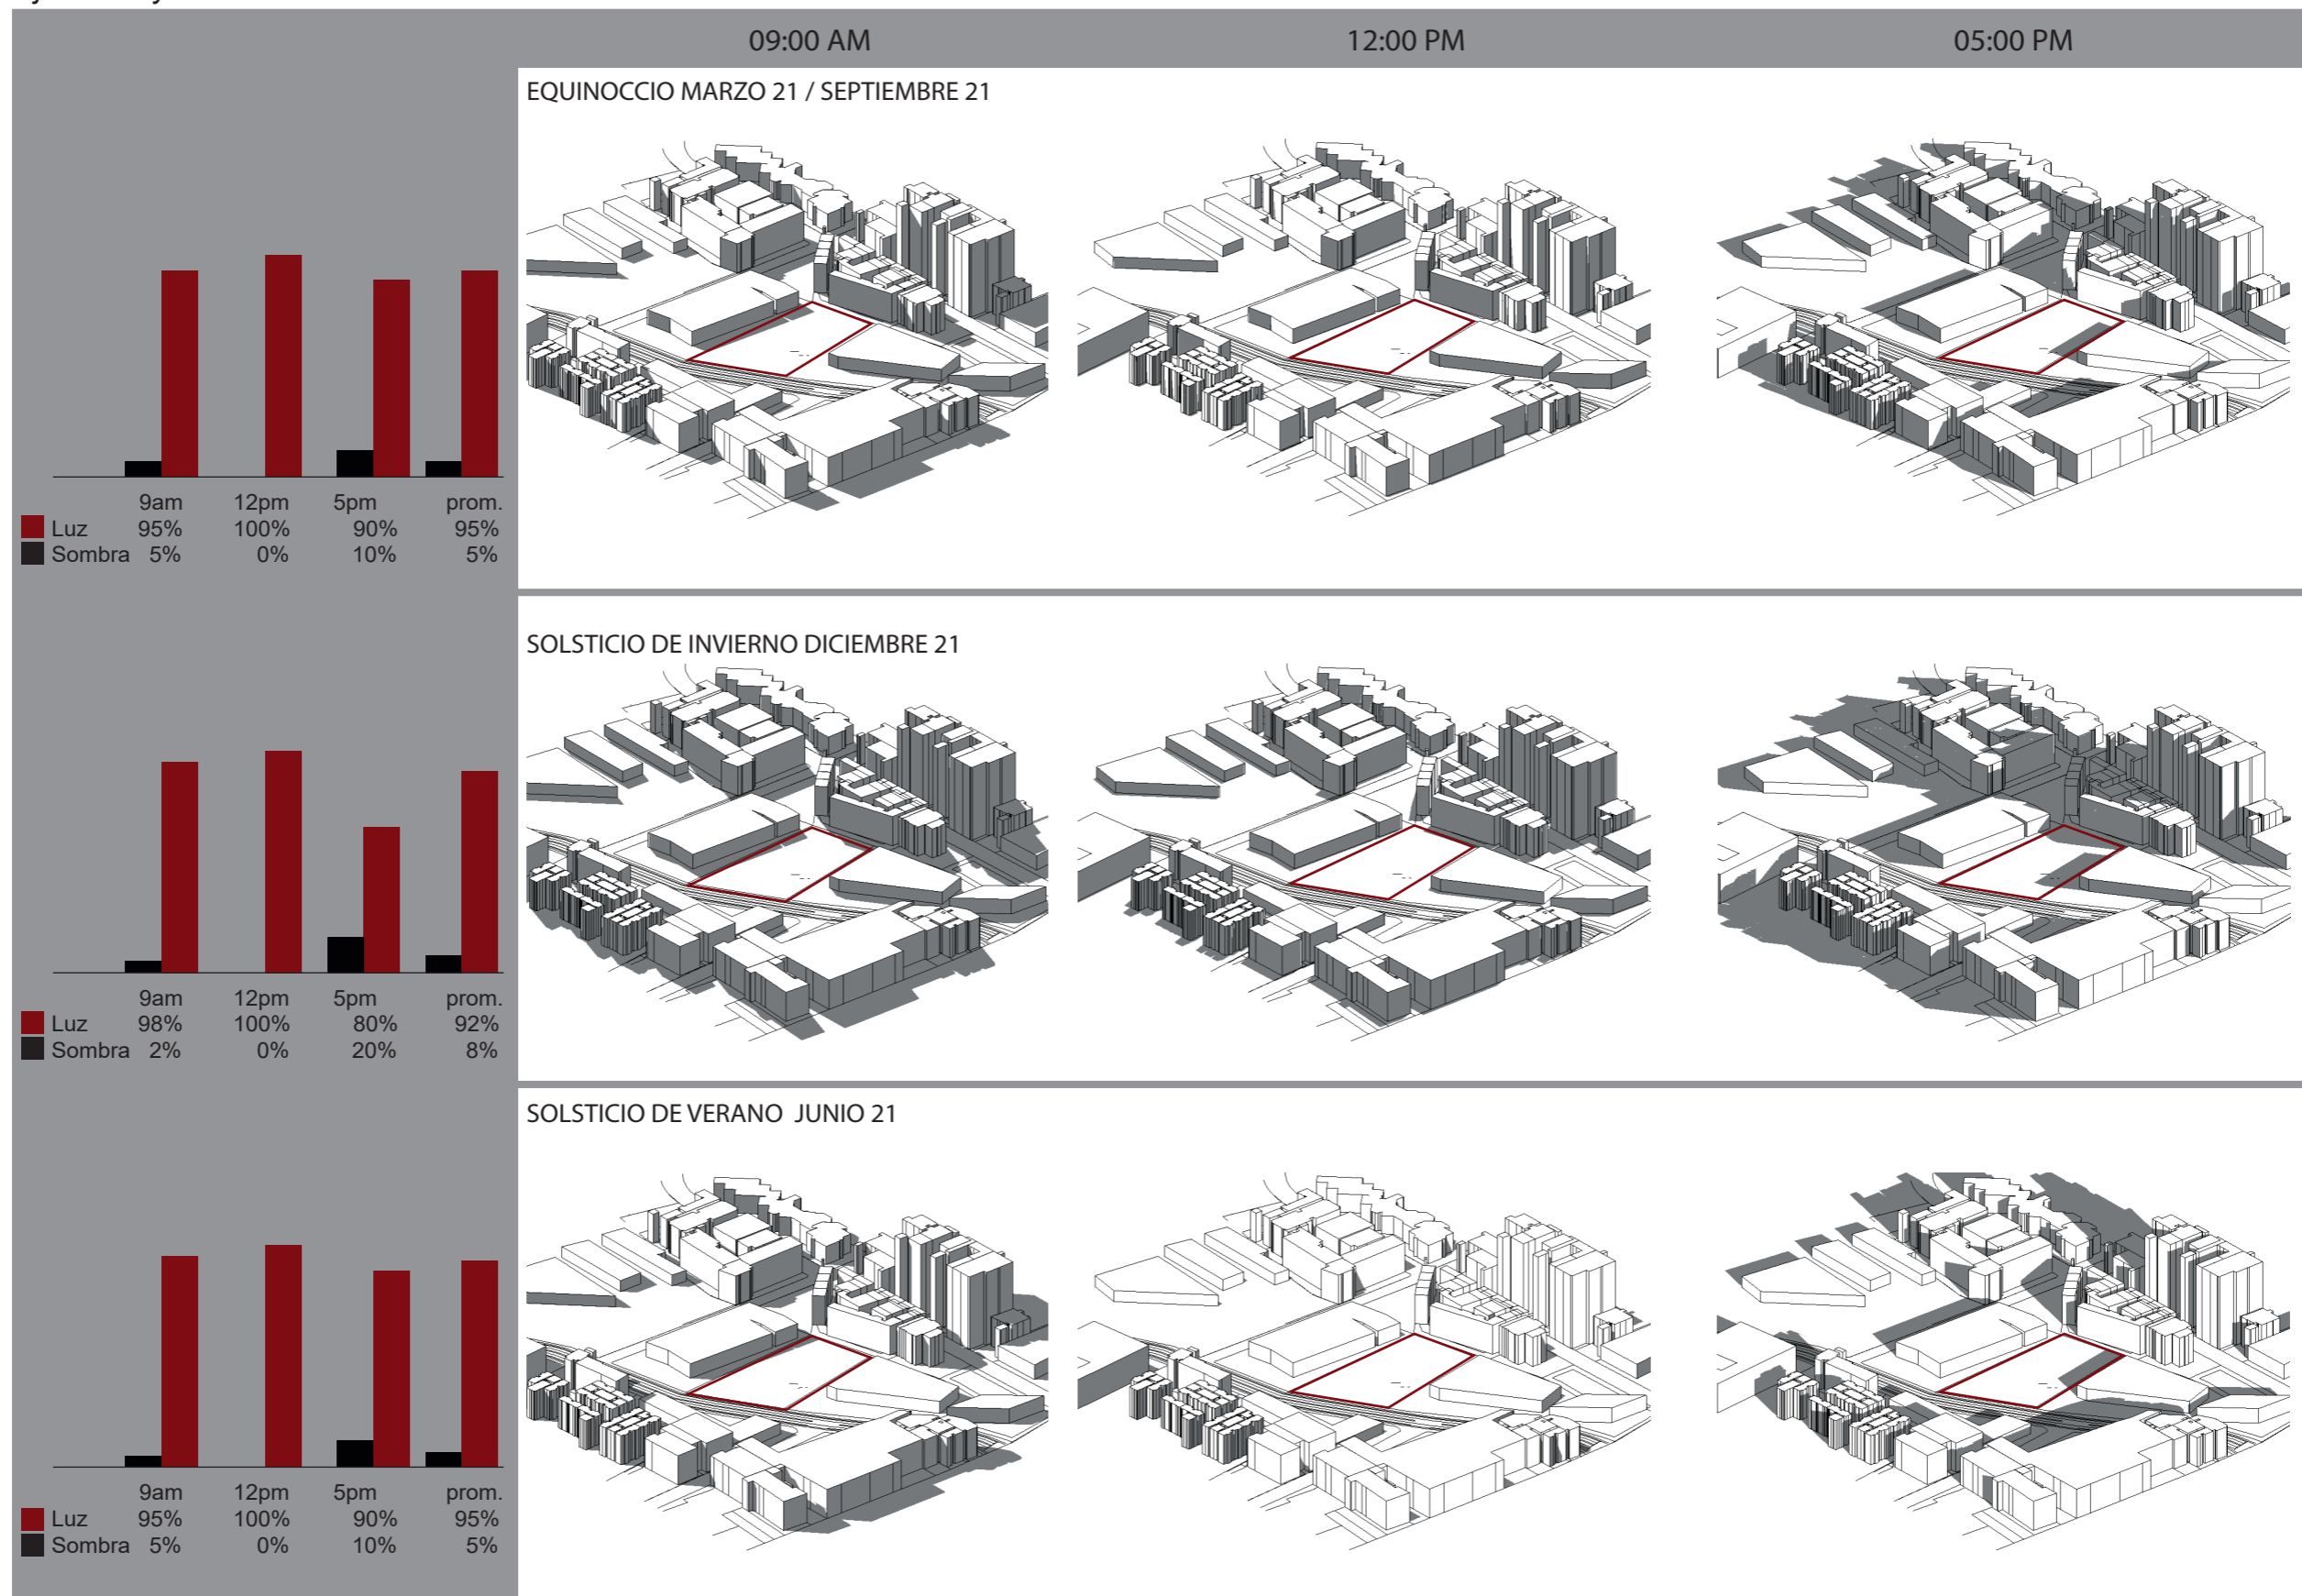 09:00 AM 12:00 PM 05:00 PM
EQUINOCCIO MARZO 21 / SEPTIEMBRE 21
9am 12pm 5pm prom.
Luz 95% 100% 90% 95%
Sombra 5% 0% 10% 5%
SOLSTICIO DE INVIERNO DICIEMBRE 21
9am 12pm 5pm prom.
Luz 98% 100% 80% 92%
Sombra 2% 0% 20% 8%
SOLSTICIO DE VERANO JUNIO 21
9am 12pm 5pm prom.
Luz 95% 100% 90% 95%
Sombra 5% 0% 10% 5%